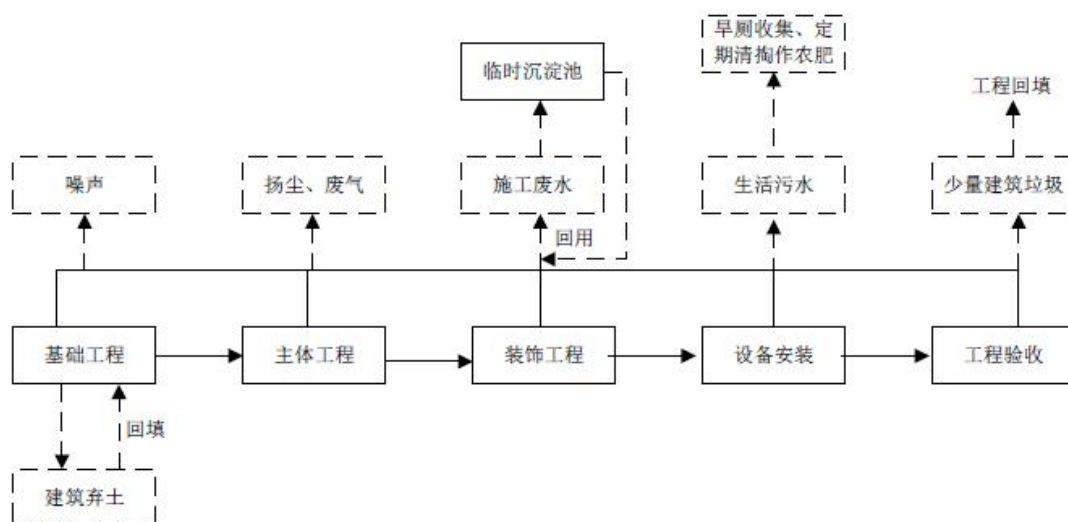 旱厕收集、定
期清掏作农肥
临时沉淀池
工程回填
噪声
扬尘、废气
施工废水
生活污水
少量建筑垃圾
回用
基础工程
主体工程
装饰工程
设备安装
工程验收
回填
建筑弃土